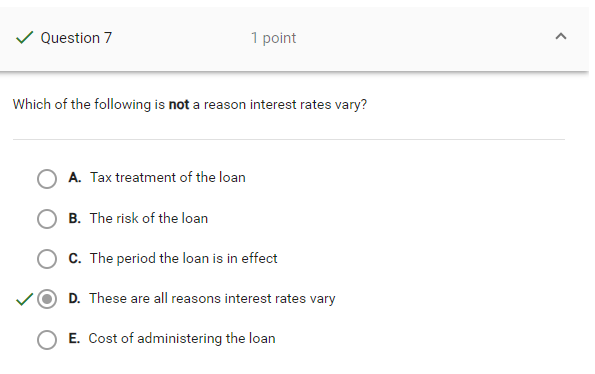 Question 7 1 point
Which of the following is not a reason interest rates vary?
A. Tax treatment of the loan
B. The risk of the loan
C. The period the loan is in effect
D. These are all reasons interest rates vary
E. Cost of administering the loan